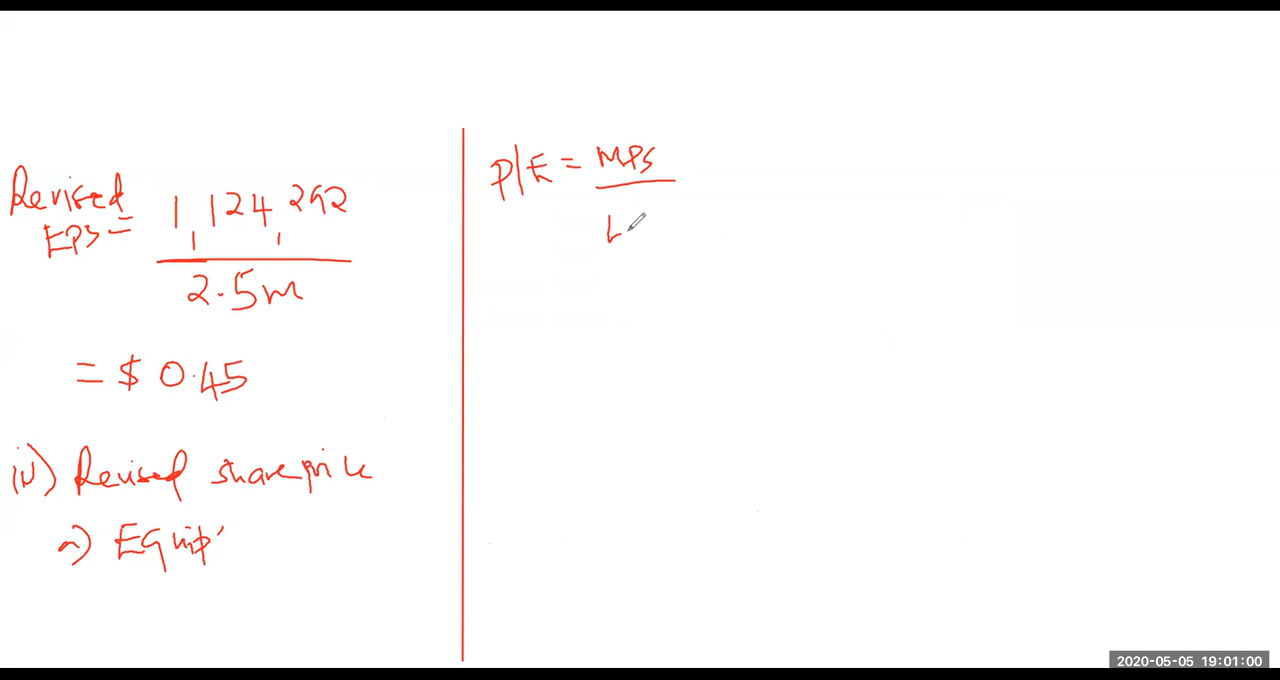 Revised
EPS = 1,124,292
2.5m
= $ 0.45
iv) Revised share price
a) Equip'
P/E = MPS
2020-05-05 19:01:00